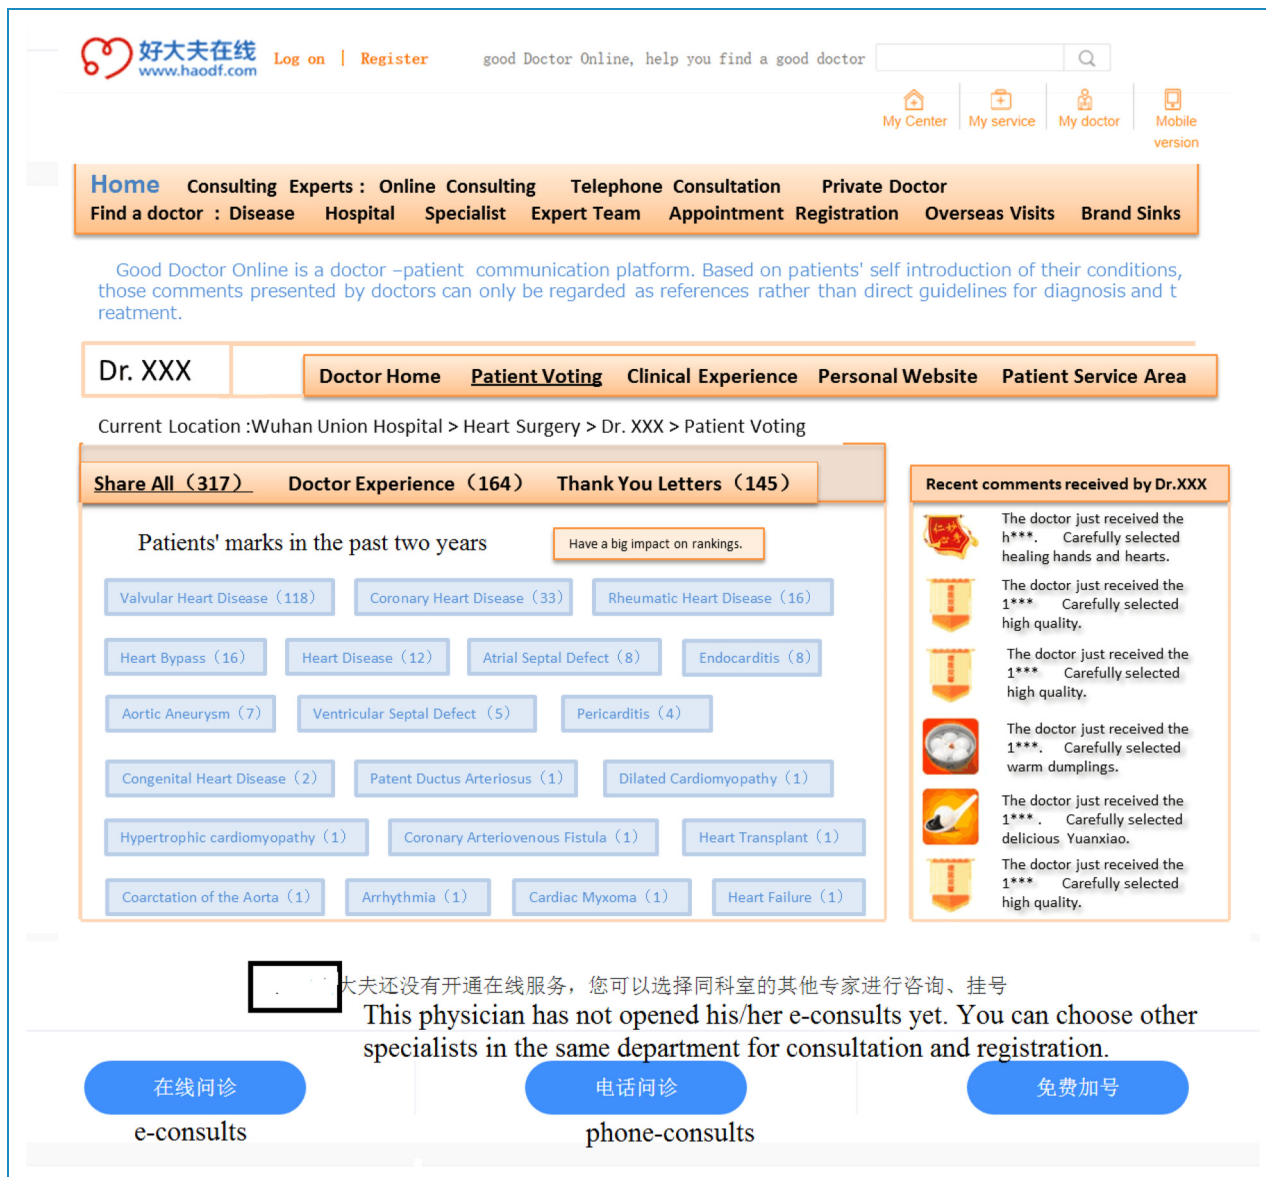 好大夫在线
www.haodf.com
Log on | Register
good Doctor Online, help you find a good doctor
My Center
My service
My doctor
Mobile
version
Home Consulting Experts : Online Consulting Telephone Consultation Private Doctor
Find a doctor : Disease Hospital Specialist Expert Team Appointment Registration Overseas Visits Brand Sinks
Good Doctor Online is a doctor –patient communication platform. Based on patients' self introduction of their conditions,
those comments presented by doctors can only be regarded as references rather than direct guidelines for diagnosis and t
reatment.
Dr. XXX
Doctor Home Patient Voting Clinical Experience Personal Website Patient Service Area
Current Location :Wuhan Union Hospital > Heart Surgery > Dr. XXX > Patient Voting
Share All（317） Doctor Experience（164） Thank You Letters（145）
Patients' marks in the past two years
Have a big impact on rankings.
Valvular Heart Disease（118） Coronary Heart Disease（33） Rheumatic Heart Disease（16）
Heart Bypass（16） Heart Disease（12） Atrial Septal Defect（8） Endocarditis（8）
Aortic Aneurysm（7） Ventricular Septal Defect（5） Pericarditis（4）
Congenital Heart Disease（2） Patent Ductus Arteriosus（1） Dilated Cardiomyopathy（1）
Hypertrophic cardiomyopathy（1） Coronary Arteriovenous Fistula（1） Heart Transplant（1）
Coarctation of the Aorta（1） Arrhythmia（1） Cardiac Myxoma（1） Heart Failure（1）
Recent comments received by Dr.XXX
The doctor just received the
h***. Carefully selected
healing hands and hearts.
The doctor just received the
1*** Carefully selected
high quality.
The doctor just received the
1*** Carefully selected
high quality.
The doctor just received the
1***. Carefully selected
warm dumplings.
The doctor just received the
1*** . Carefully selected
delicious Yuanxiao.
The doctor just received the
1*** Carefully selected
high quality.
大夫还没有开通在线服务，您可以选择同科室的其他专家进行咨询、挂号
This physician has not opened his/her e-consults yet. You can choose other
specialists in the same department for consultation and registration.
在线问诊
电话问诊
免费加号
e-consults
phone-consults